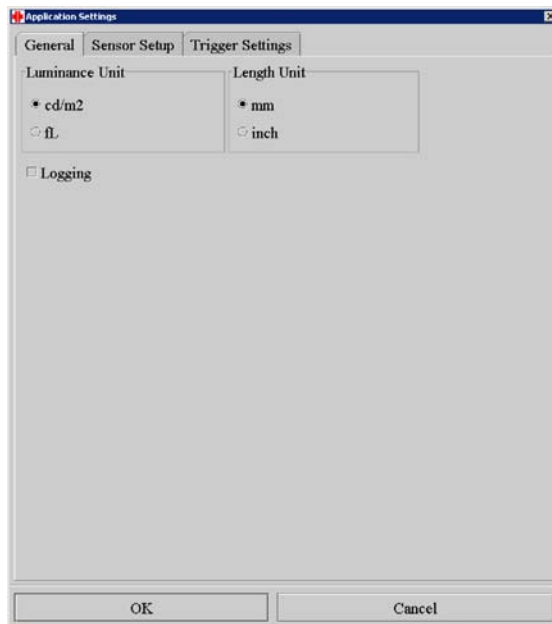 Application Settings
General Sensor Setup Trigger Settings
Luminance Unit Length Unit
cd/m2 mm
fL inch
Logging
OK Cancel